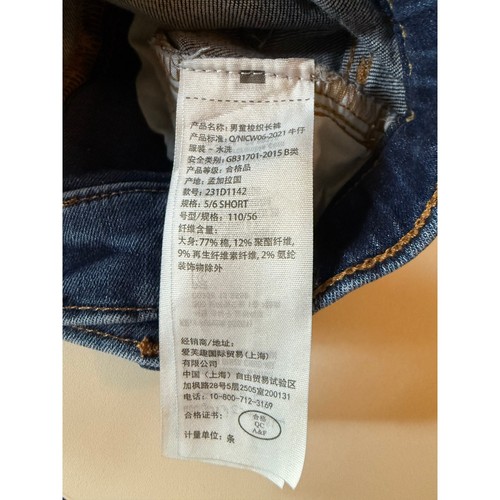 产品名称: 男童梭织长裤
产品标准: Q/NICW06-2021 牛仔
服装 - 水洗
安全类别: GB31701-2015 B类
产品等级: 合格品
产地: 孟加拉国
款号: 231D1142
规格: 5/6 SHORT
号型/规格: 110/56
纤维含量:
大身: 77% 棉, 12% 聚酯纤维,
9% 再生纤维素纤维, 2% 氨纶
装饰物除外
经销商/地址:
爱芙趣国际贸易(上海)
有限公司
中国 (上海) 自由贸易试验区
加枫路28号5层2505室200131
电话: 10-800-712-5169
合格证书:
合格
QC
A&F
计量单位: 条